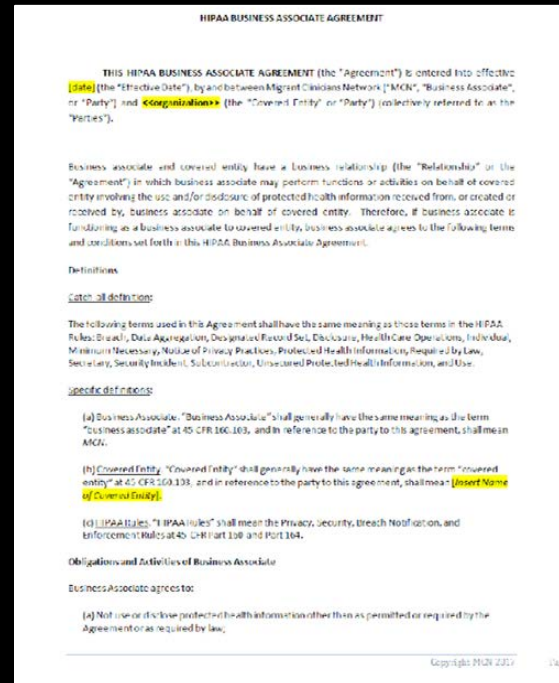 HIPAA BUSINESS ASSOCIATE AGREEMENT
THIS HIPAA BUSINESS ASSOCIATE AGREEMENT (the "Agreement") is entered into effective
[date] (the "Effective Date"), by and between Migrant Clinicians Network ("MCN", "Business Associate",
or "Party") and <<organization>> (the "Covered Entity" or "Party") (collectively referred to as the
"Parties").
Business associate and covered entity have a business relationship (the "Relationship" or the
"Agreement") in which business associate may perform functions or activities on behalf of covered
entity involving the use and/or disclosure of protected health information received from, or created or
received by, business associate on behalf of covered entity. Therefore, if business associate is
functioning as a business associate to covered entity, business associate agrees to the following terms
and conditions set forth in this HIPAA Business Associate Agreement.
Definitions
Catch-all definition:
The following terms used in this Agreement shall have the same meaning as those terms in the HIPAA
Rules: Breach, Data Aggregation, Designated Record Set, Disclosure, Health Care Operations, Individual,
Minimum Necessary, Notice of Privacy Practices, Protected Health Information, Required by Law,
Secretary, Security Incident, Subcontractor, Unsecured Protected Health Information, and Use.
Specific definitions:
(a) Business Associate. "Business Associate" shall generally have the same meaning as the term
"business associate" at 45 CFR 160.103, and in reference to the party to this agreement, shall mean
MCN.
(b) Covered Entity. "Covered Entity" shall generally have the same meaning as the term "covered
entity" at 45 CFR 160.103, and in reference to the party to this agreement, shall mean [Insert Name
of Covered Entity].
(c) HIPAA Rules. "HIPAA Rules" shall mean the Privacy, Security, Breach Notification, and
Enforcement Rules at 45 CFR Part 160 and Part 164.
Obligations and Activities of Business Associate
Business Associate agrees to:
(a) Not use or disclose protected health information other than as permitted or required by the
Agreement or as required by law;
Copyright MCN 2017